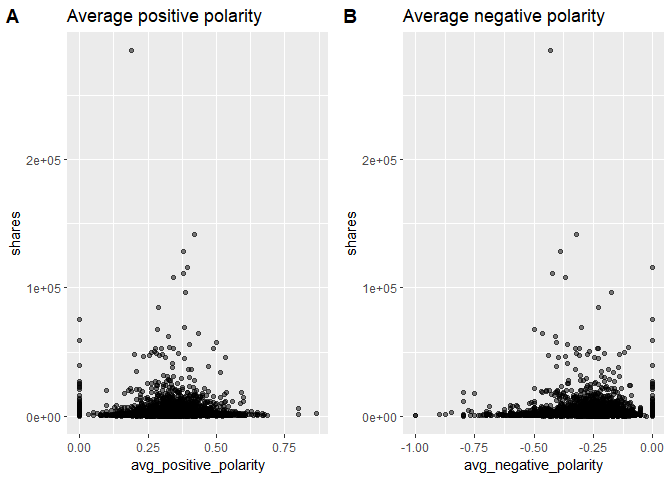 A
Average positive polarity
shares
2e+05
1e+05
0e+00
0.00 0.25 0.50 0.75
avg_positive_polarity
B
Average negative polarity
shares
2e+05
1e+05
0e+00
-1.00 -0.75 -0.50 -0.25 0.00
avg_negative_polarity